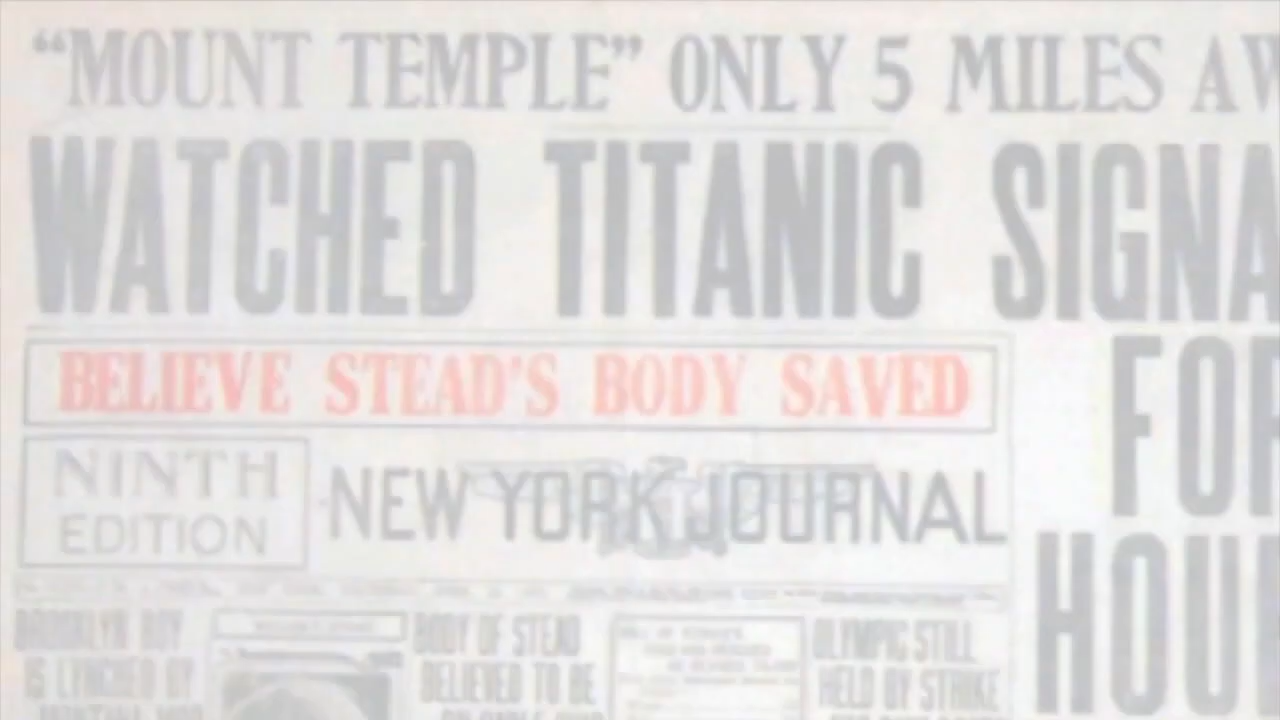 “MOUNT TEMPLE” ONLY 5 MILES AW
WATCHED TITANIC SIGNA
FOR
HOU
BELIEVE STEAD'S BODY SAVED
NINTH
EDITION
NEW YORK JOURNAL
BROOKLYN BOY
IS LYNCHED BY
BODY OF STEAD
BELIEVED TO BE
OLYMPIC STILL
HELD BY STRIKE